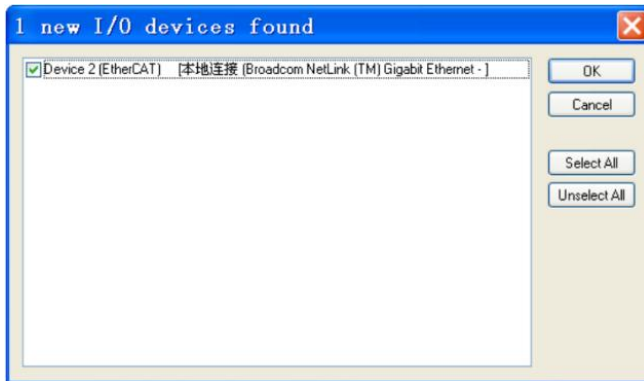 1 new I/O devices found
Device 2 (EtherCAT) [本地连接 (Broadcom NetLink (TM) Gigabit Ethernet - ]
OK
Cancel
Select All
Unselect All